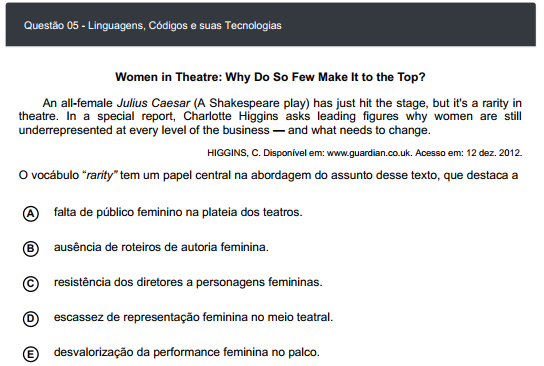 Questão 05 - Linguagens, Códigos e suas Tecnologias
Women in Theatre: Why Do So Few Make It to the Top?
An all-female Julius Caesar (A Shakespeare play) has just hit the stage, but it's a rarity in
theatre. In a special report, Charlotte Higgins asks leading figures why women are still
underrepresented at every level of the business — and what needs to change.
HIGGINS, C. Disponível em: www.guardian.co.uk. Acesso em: 12 dez. 2012.
O vocábulo “rarity” tem um papel central na abordagem do assunto desse texto, que destaca a
A falta de público feminino na plateia dos teatros.
B ausência de roteiros de autoria feminina.
C resistência dos diretores a personagens femininas.
D escassez de representação feminina no meio teatral.
E desvalorização da performance feminina no palco.